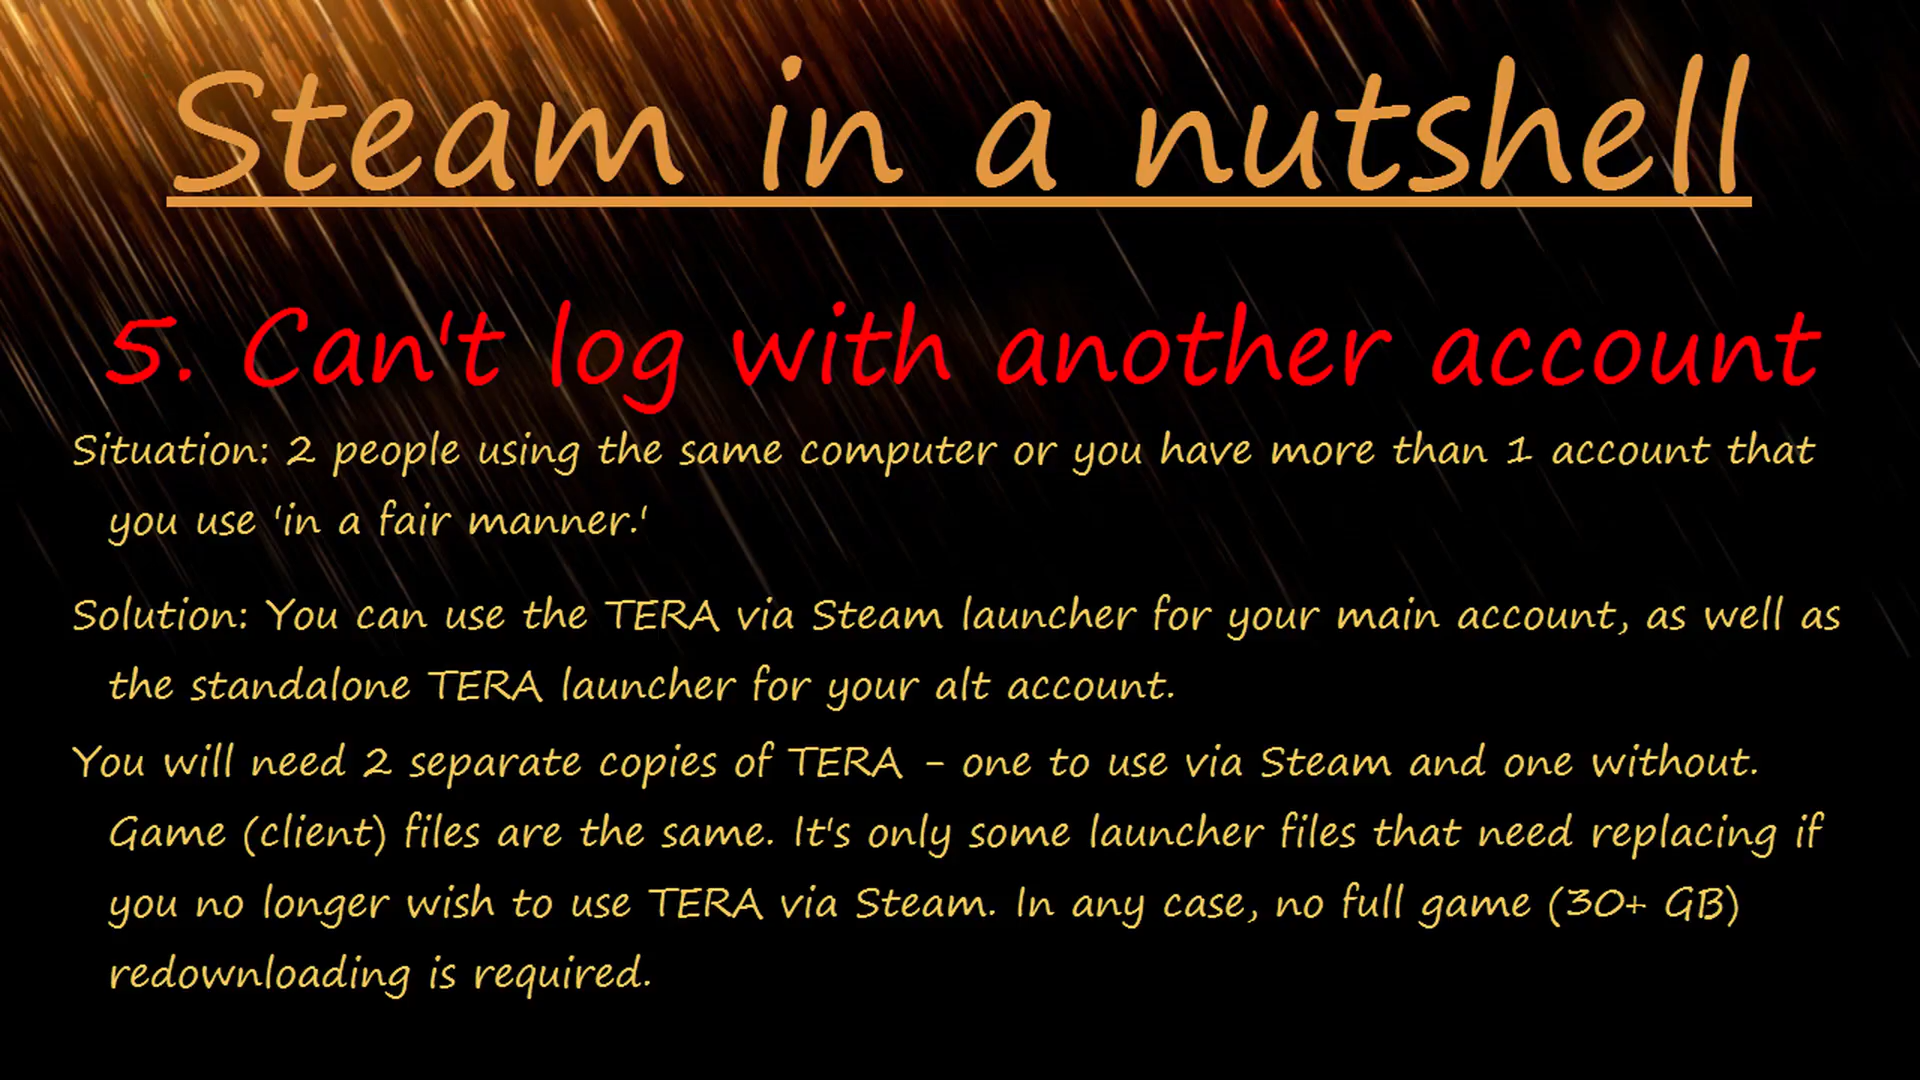 Steam in a nutshell
5. Can't log with another account
Situation: 2 people using the same computer or you have more than 1 account that
you use 'in a fair manner.'
Solution: You can use the TERA via Steam launcher for your main account, as well as
the standalone TERA launcher for your alt account.
You will need 2 separate copies of TERA - one to use via Steam and one without.
Game (client) files are the same. It's only some launcher files that need replacing if
you no longer wish to use TERA via Steam. In any case, no full game (30+ GB)
redownloading is required.